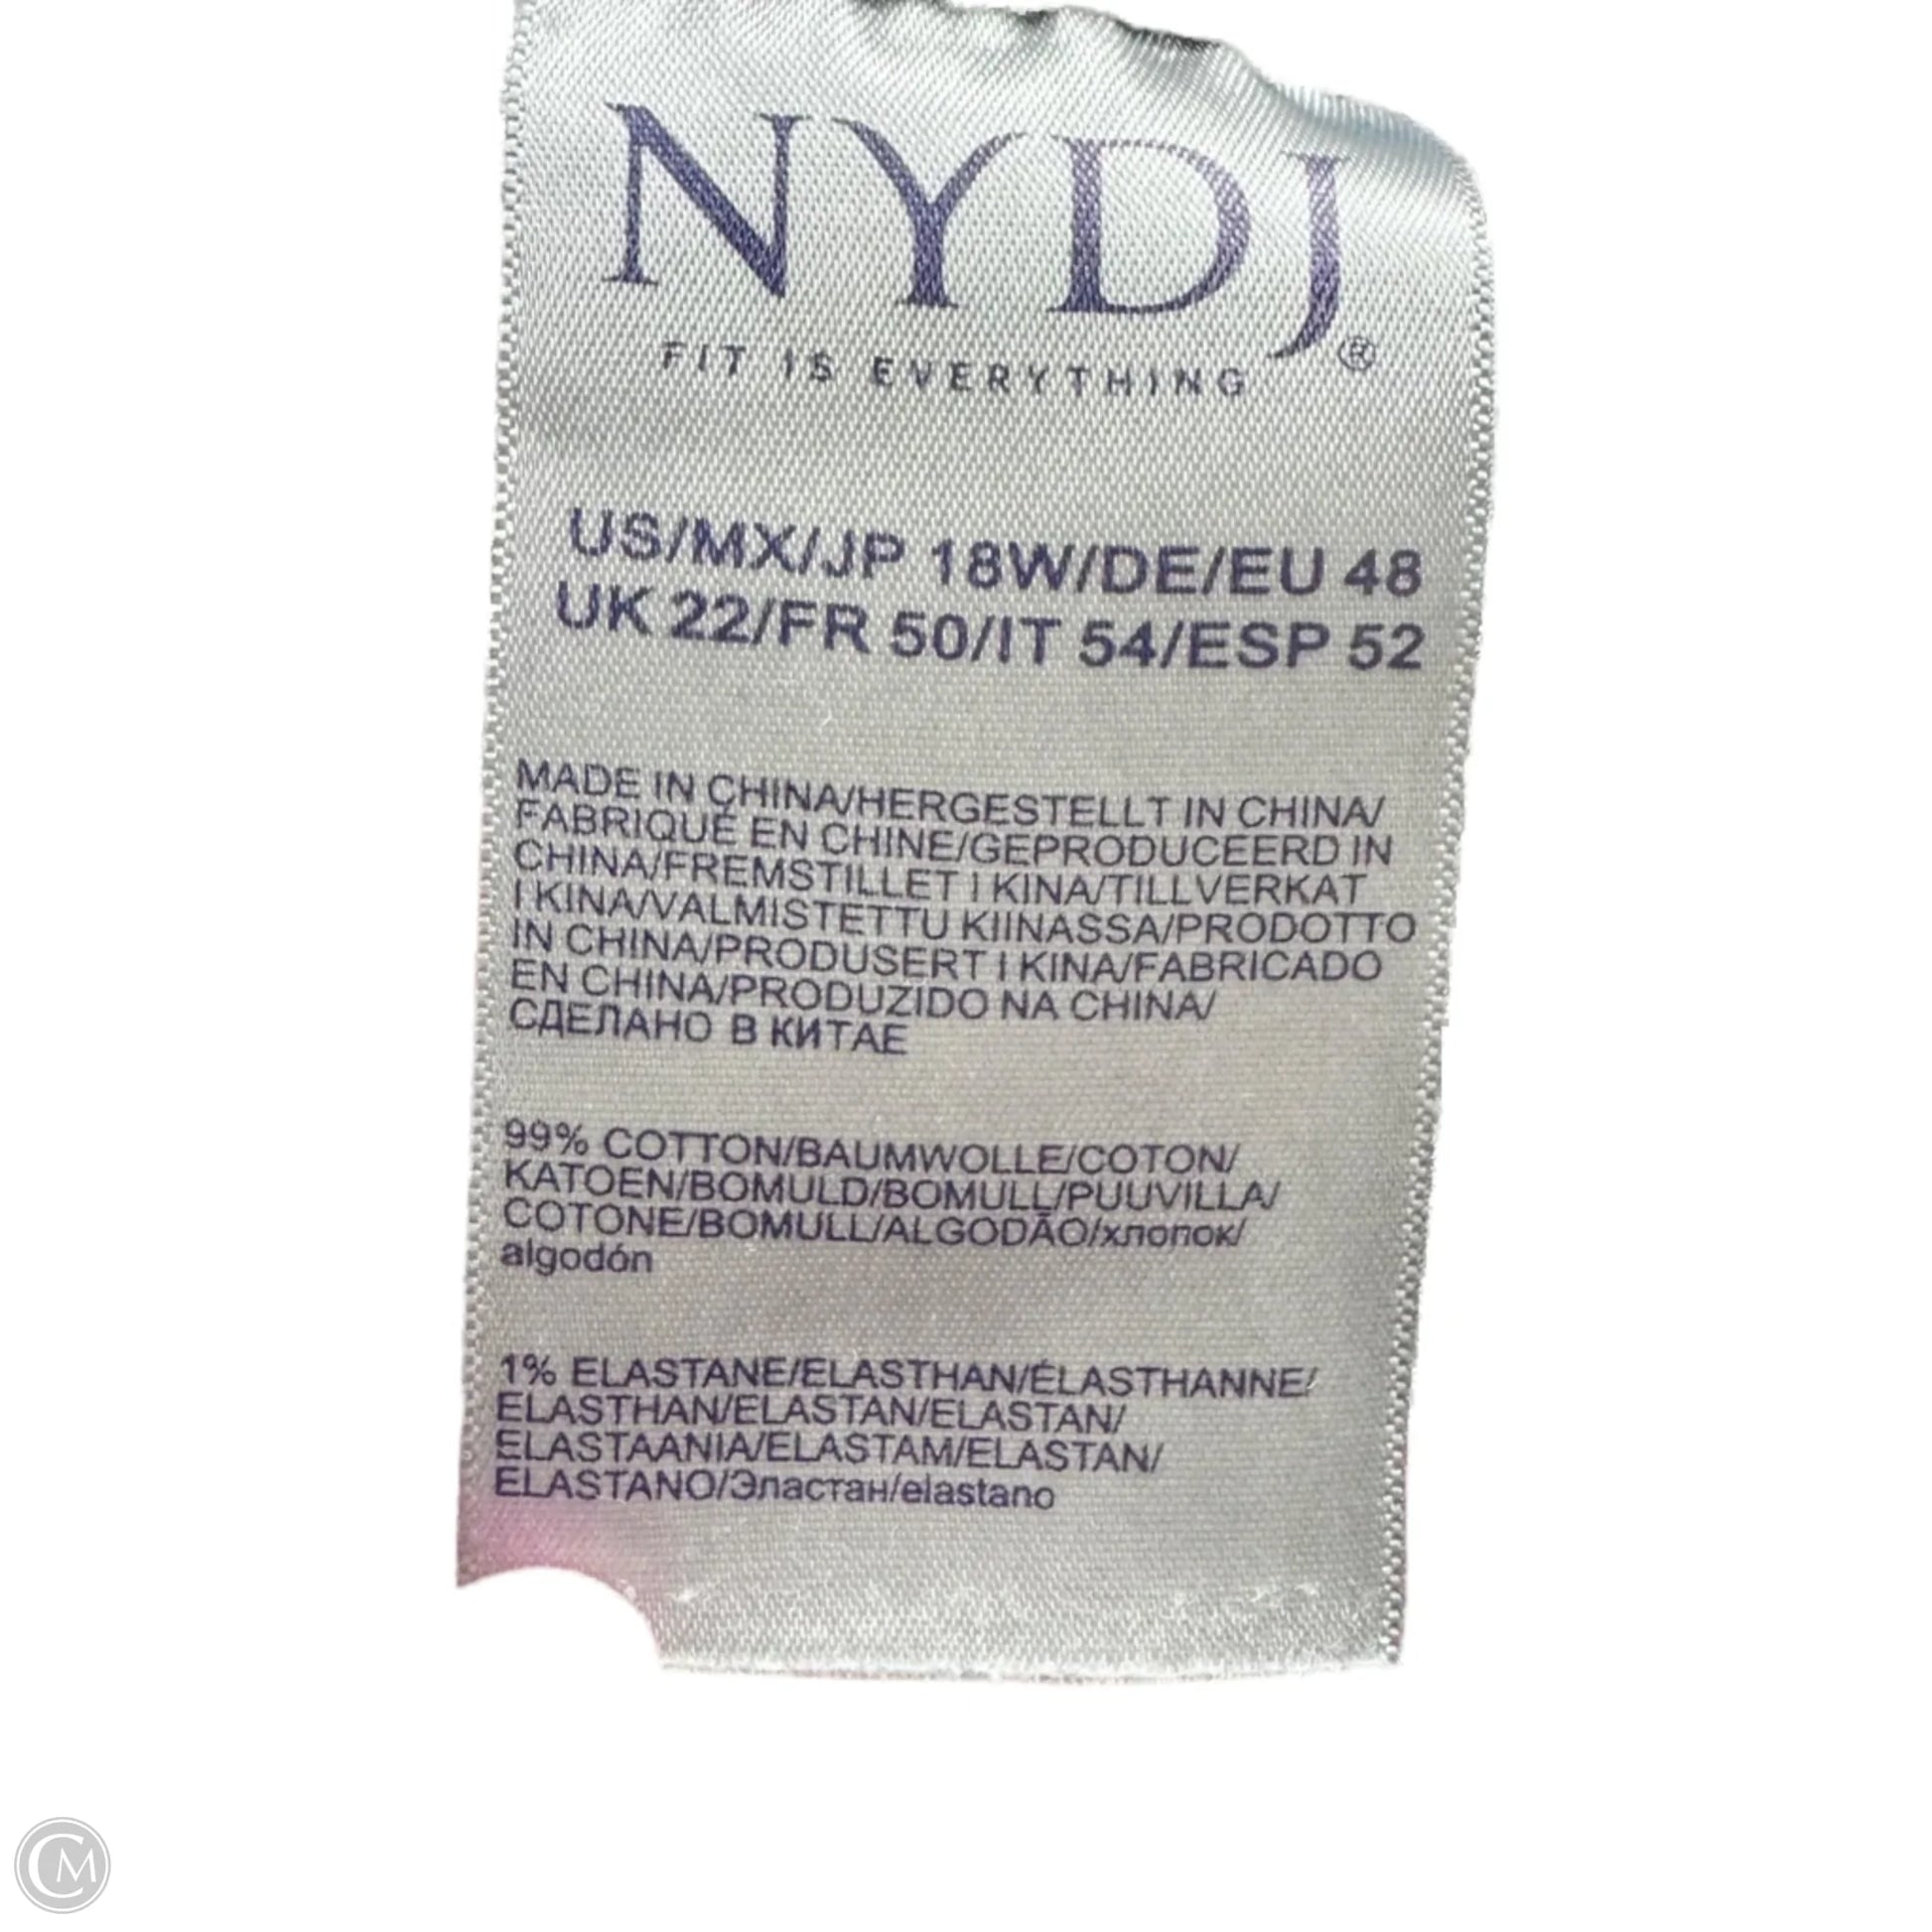 NYDJ®
FIT IS EVERYTHING
US/MX/JP 18W/DE/EU 48
UK 22/FR 50/IT 54/ESP 52
MADE IN CHINA/HERGESTELLT IN CHINA/
FABRIQUÉ EN CHINE/GEPRODUCEERD IN
CHINA/FREMSTILLET I KINA/TILLVERKAT
I KINA/VALMISTETTU KIINASSA/PRODOTTO
IN CHINA/PRODUSERT I KINA/FABRICADO
EN CHINA/PRODUZIDO NA CHINA/
СДЕЛАНО В КИТАЕ
99% COTTON/BAUMWOLLE/COTON/
KATOEN/BOMULD/BOMULL/PUUVILLA/
COTONE/BOMULL/ALGODÃO/хлопок/
algodón
1% ELASTANE/ELASTHAN/ÉLASTHANNE/
ELASTHAN/ELASTAN/ELASTAN/
ELASTAANIA/ELASTAM/ELASTAN/
ELASTANO/Эластан/elastano
CM